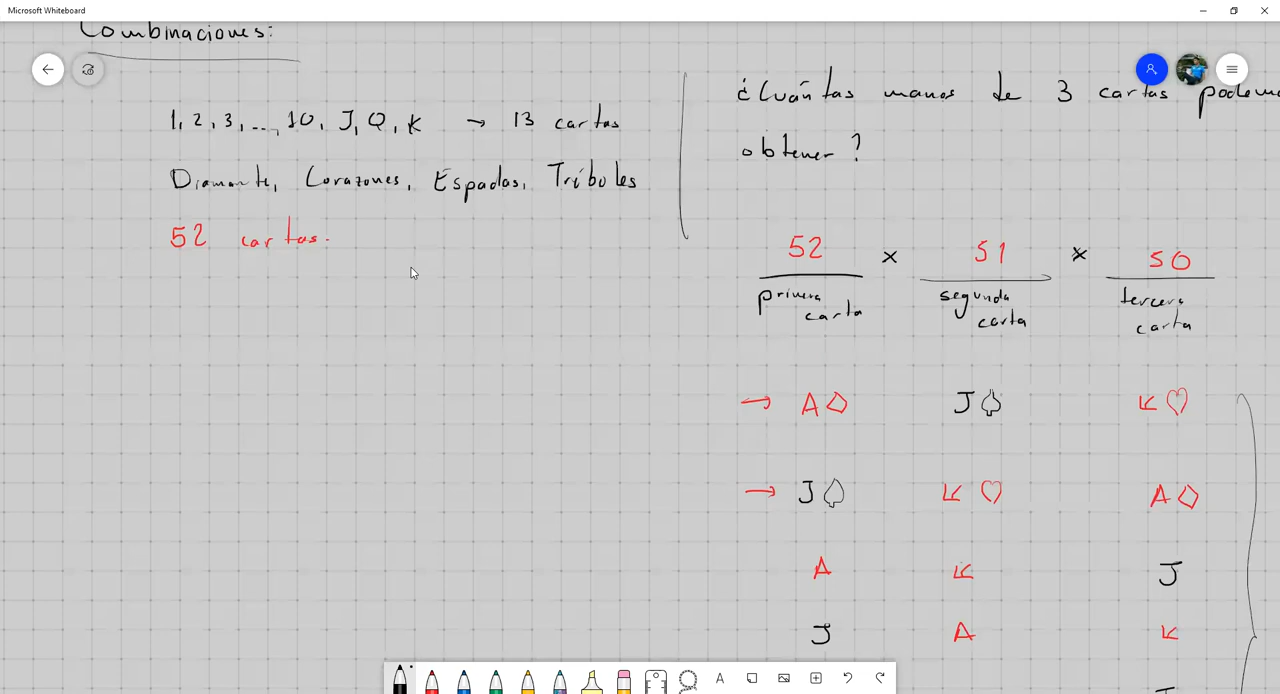 Microsoft Whiteboard
Combinaciones:
1, 2, 3, ..., 10, J, Q, K → 13 cartas
Diamante, Corazones, Espadas, Tríboles
52 cartas.
¿Cuántas manos de 3 cartas podemo
obtener?
52 x 51 x 50
primera carta segunda carta tercera carta
→ A♢ J♤ K♡
→ J♤ K♡ A♢
A K J
J A K